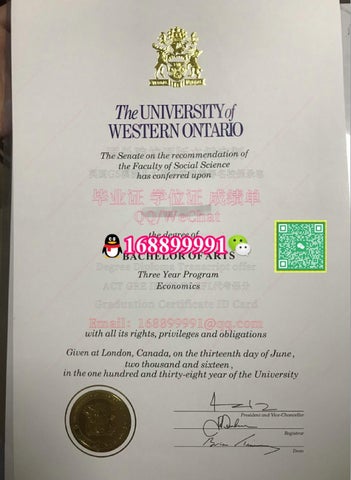 The UNIVERSITY of
WESTERN ONTARIO
The Senate on the recommendation of
the Faculty of Social Science
has conferred upon
毕业证 学位证 成绩单
QQ/WeChat
the degree of
168899991
BACHELOR OF ARTS
Degree Diploma Transcript offer
Three Year Program
Economics
Graduation Certificate ID Card
Email: 168899991@qq.com
with all its rights, privileges and obligations
Given at London, Canada, on the thirteenth day of June,
two thousand and sixteen,
in the one hundred and thirty-eight year of the University
President and Vice-Chancellor
Registrar
Dean